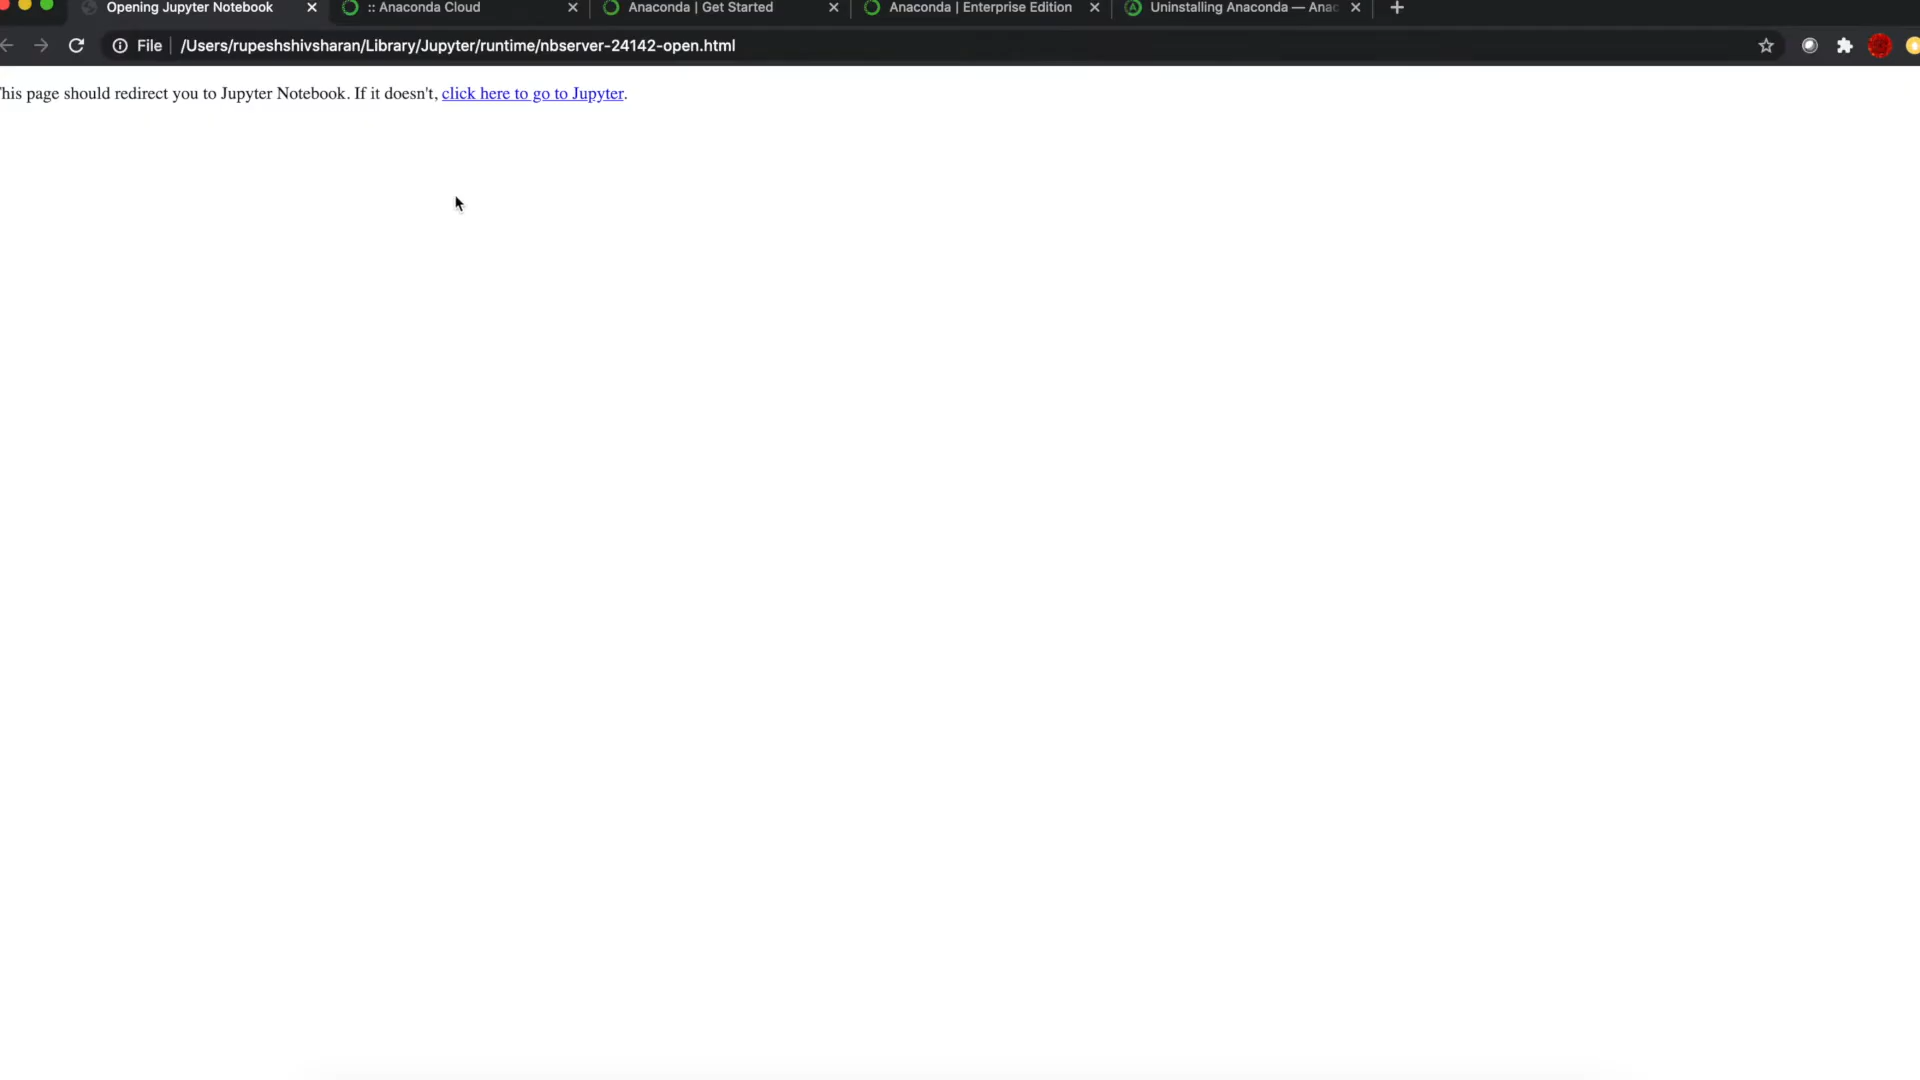 Opening Jupyter Notebook
:: Anaconda Cloud
Anaconda | Get Started
Anaconda | Enterprise Edition
Uninstalling Anaconda — Anac
File
/Users/rupeshshivsharan/Library/Jupyter/runtime/nbserver-24142-open.html
his page should redirect you to Jupyter Notebook. If it doesn't, click here to go to Jupyter.